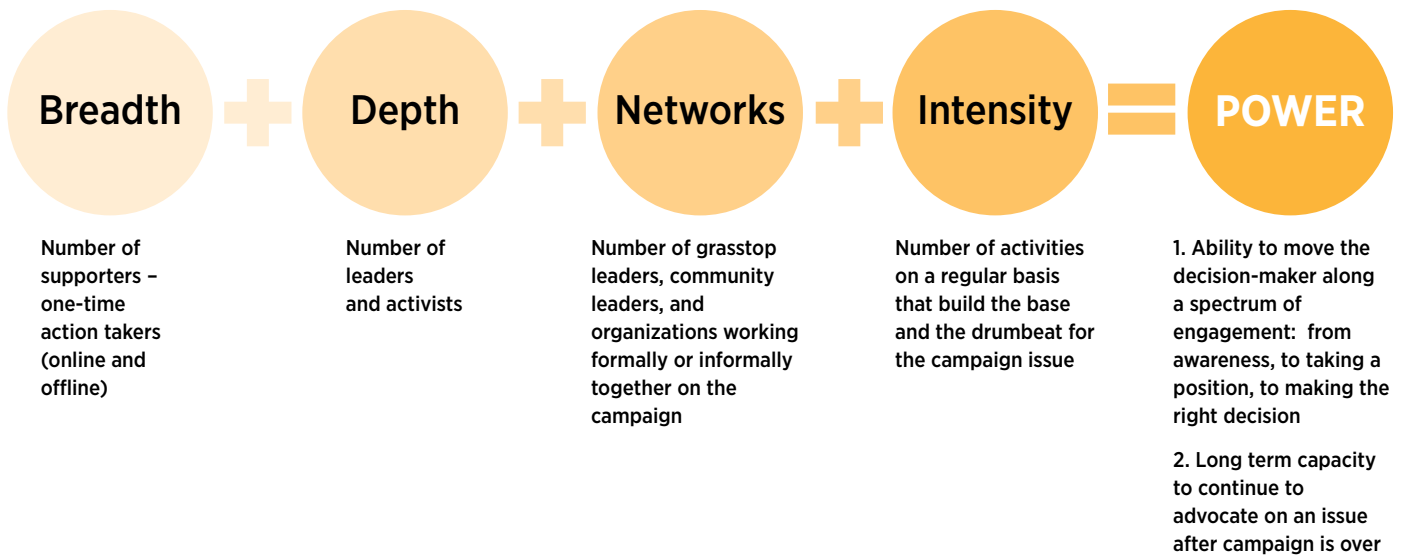 Breadth
+
Depth
+
Networks
+
Intensity
=
POWER
Number of
supporters –
one-time
action takers
(online and
offline)
Number of
leaders
and activists
Number of grasstop
leaders, community
leaders, and
organizations working
formally or informally
together on the
campaign
Number of activities
on a regular basis
that build the base
and the drumbeat for
the campaign issue
1. Ability to move the
decision-maker along
a spectrum of
engagement:  from
awareness, to taking a
position, to making the
right decision
2. Long term capacity
to continue to
advocate on an issue
after campaign is over